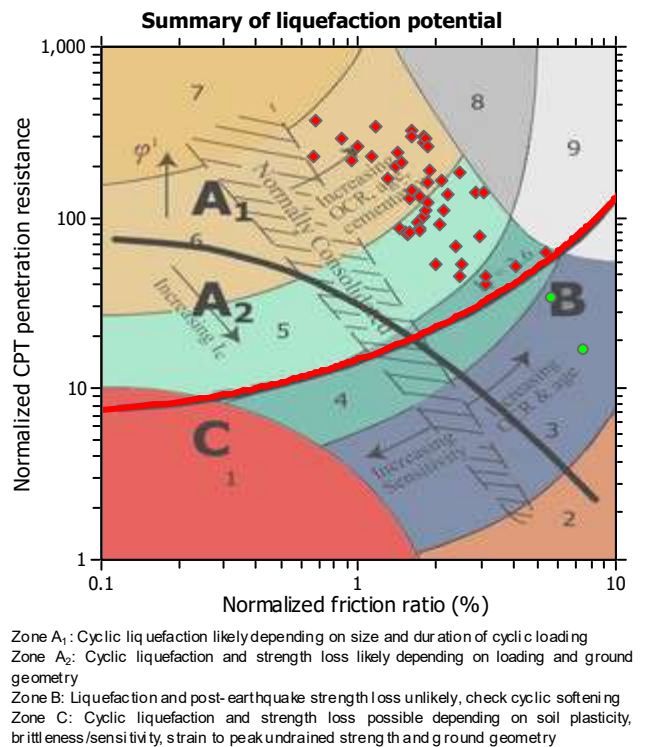 Summary of liquefaction potential
1,000
100
10
1
Normalized CPT penetration resistance
7
8
9
φ'
A1
Increasing
OCR, age,
cementation
Normally Consolidated
6
A2
Increasing Ic
5
B
4
Increasing
OCR & age
3
C
Increasing
Sensitivity
1
2
0.1
1
10
Normalized friction ratio (%)
Zone A1: Cyclic liquefaction likely depending on size and duration of cyclic loading
Zone A2: Cyclic liquefaction and strength loss likely depending on loading and ground
geometry
Zone B: Liquefaction and post-earthquake strength loss unlikely, check cyclic softening
Zone C: Cyclic liquefaction and strength loss possible depending on soil plasticity,
brittleness/sensitivity, strain to peak undrained strength and ground geometry